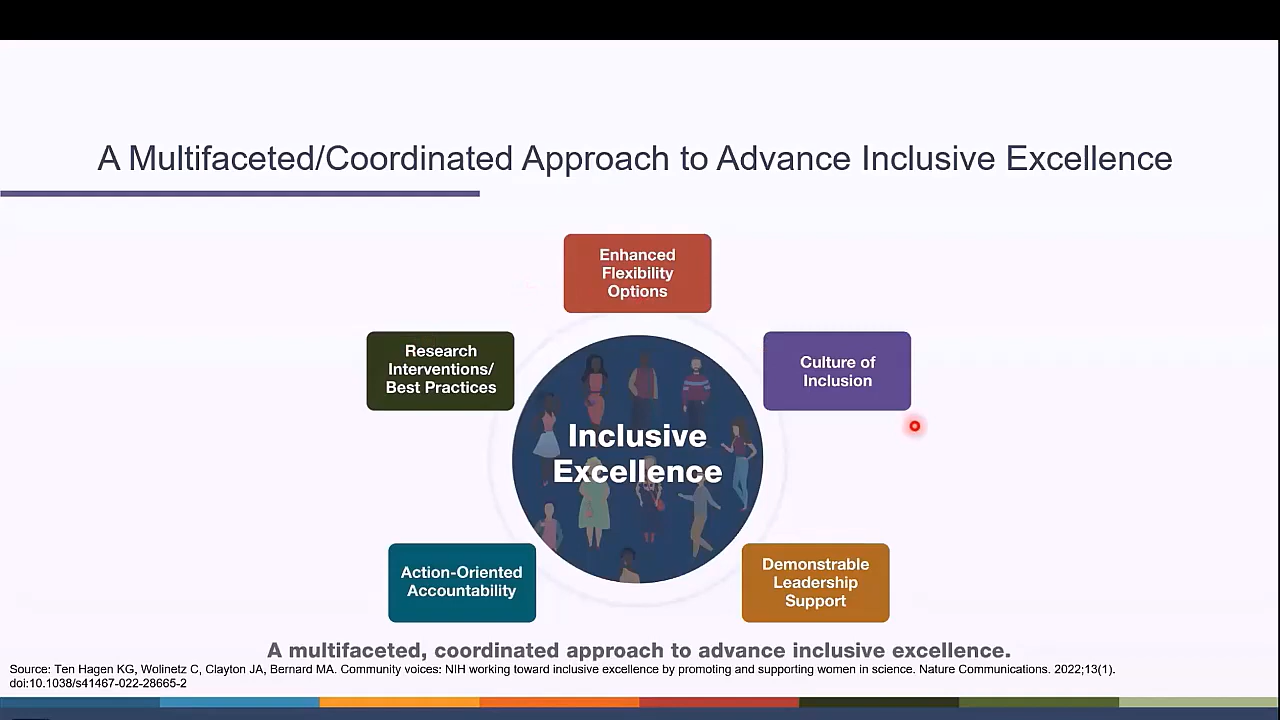 A Multifaceted/Coordinated Approach to Advance Inclusive Excellence
Enhanced
Flexibility
Options
Research
Interventions/
Best Practices
Culture of
Inclusion
Inclusive
Excellence
Action-Oriented
Accountability
Demonstrable
Leadership
Support
A multifaceted, coordinated approach to advance inclusive excellence.
Source: Ten Hagen KG, Wolinetz C, Clayton JA, Bernard MA. Community voices: NIH working toward inclusive excellence by promoting and supporting women in science. Nature Communications. 2022;13(1).
doi:10.1038/s41467-022-28665-2